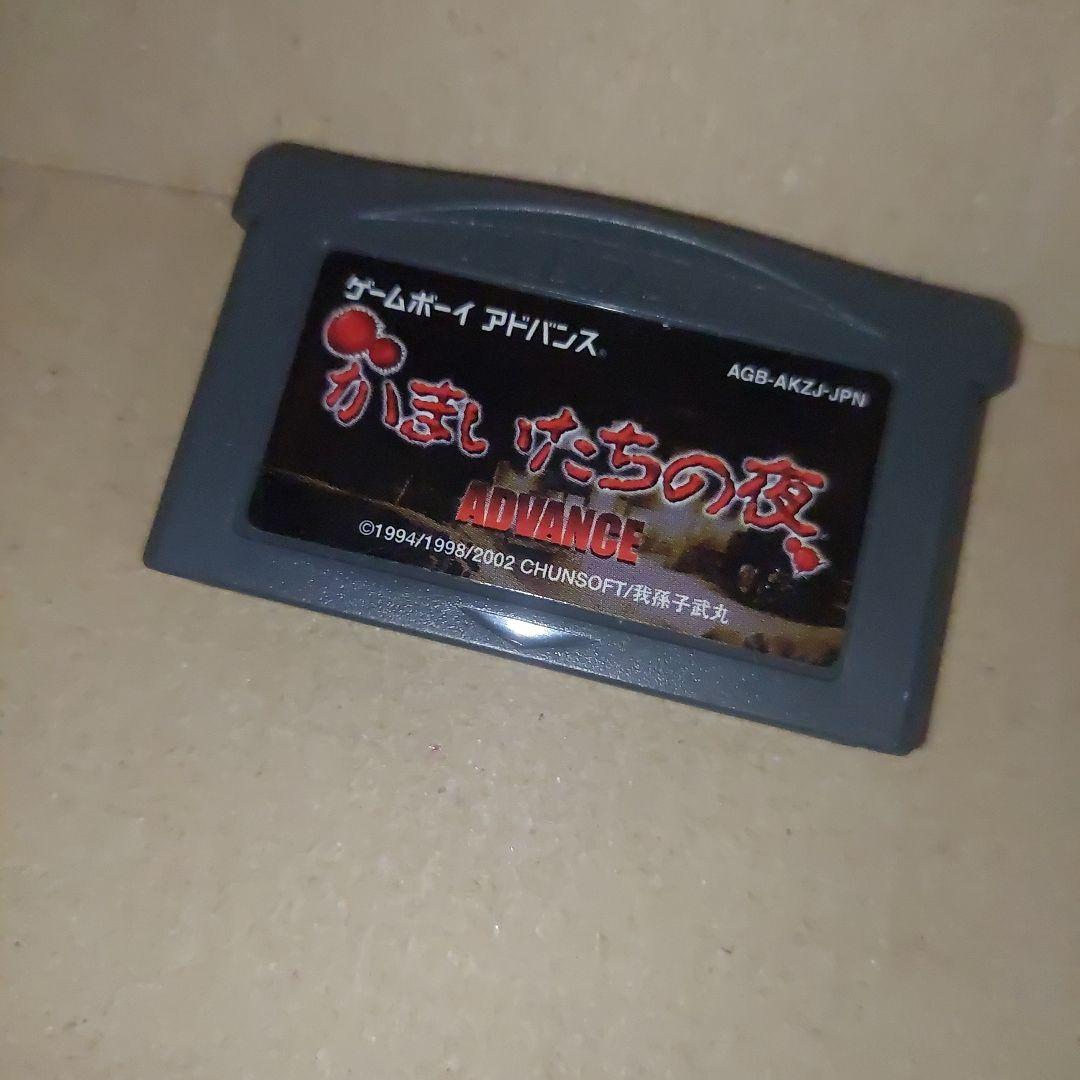 ゲームボーイ アドバンス®
AGB-AKZJ-JPN
かまいたちの夜
ADVANCE
©1994/1998/2002 CHUNSOFT/我孫子武丸